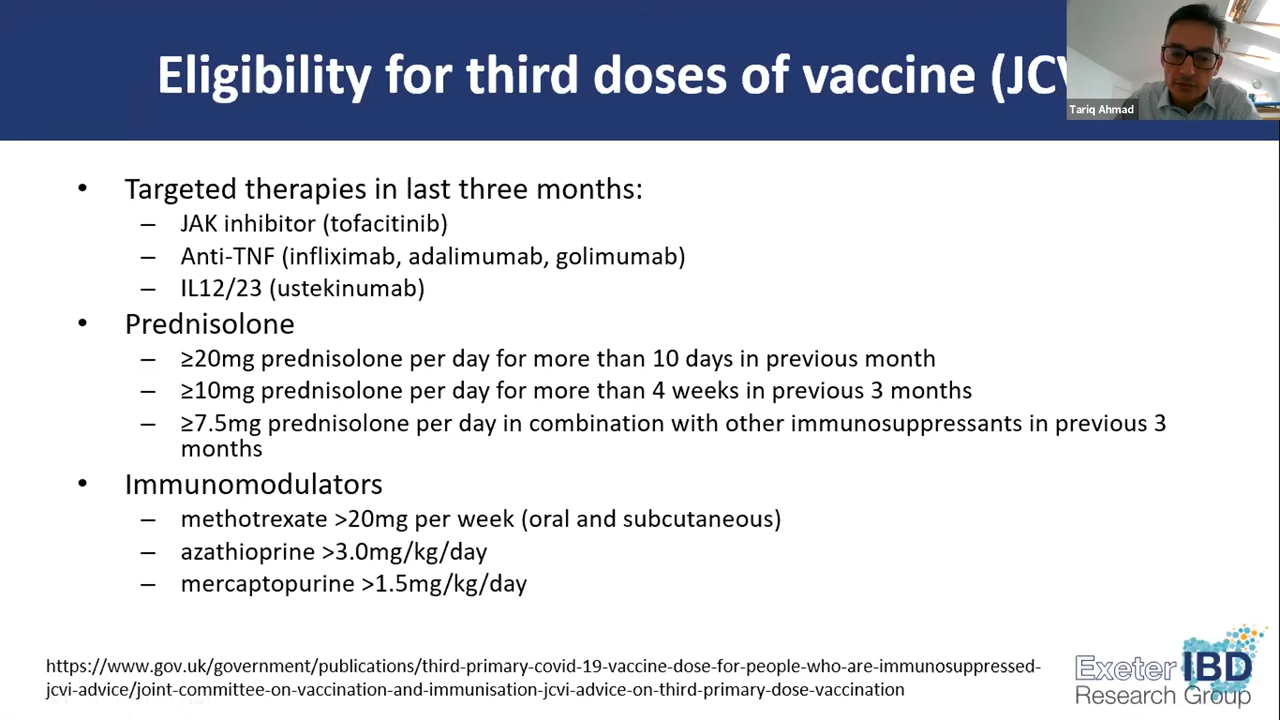 Eligibility for third doses of vaccine (JCV
Tariq Ahmad
• Targeted therapies in last three months:
– JAK inhibitor (tofacitinib)
– Anti-TNF (infliximab, adalimumab, golimumab)
– IL12/23 (ustekinumab)
• Prednisolone
– ≥20mg prednisolone per day for more than 10 days in previous month
– ≥10mg prednisolone per day for more than 4 weeks in previous 3 months
– ≥7.5mg prednisolone per day in combination with other immunosuppressants in previous 3
months
• Immunomodulators
– methotrexate >20mg per week (oral and subcutaneous)
– azathioprine >3.0mg/kg/day
– mercaptopurine >1.5mg/kg/day
https://www.gov.uk/government/publications/third-primary-covid-19-vaccine-dose-for-people-who-are-immunosuppressed-
jcvi-advice/joint-committee-on-vaccination-and-immunisation-jcvi-advice-on-third-primary-dose-vaccination
Exeter IBD
Research Group